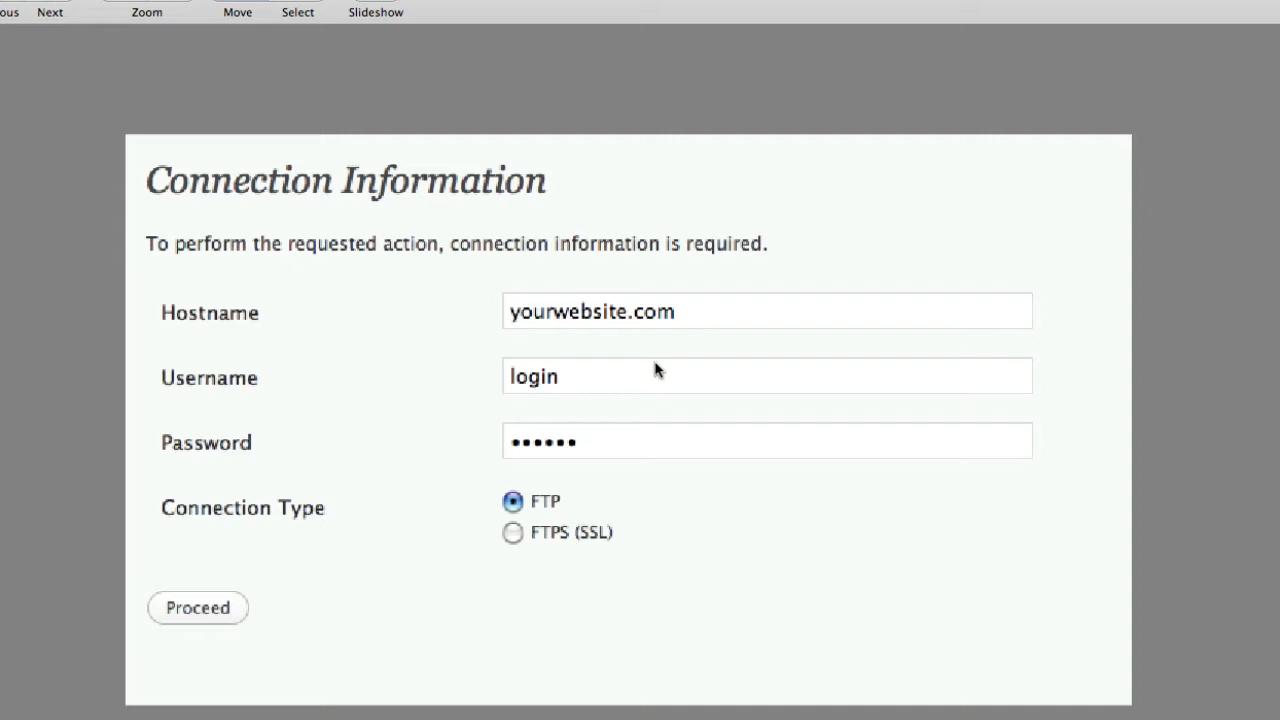 ous Next Zoom Move Select Slideshow
Connection Information
To perform the requested action, connection information is required.
Hostname yourwebsite.com
Username login
Password ••••••
Connection Type FTP
FTPS (SSL)
Proceed